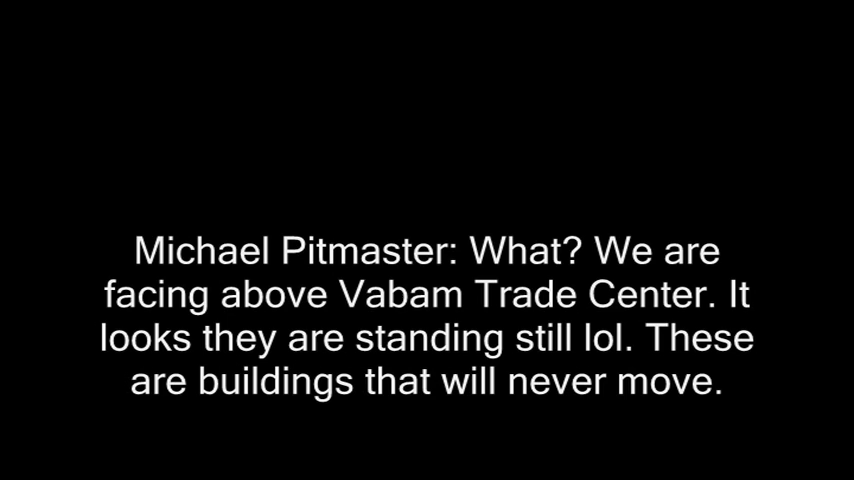 Michael Pitmaster: What? We are
facing above Vabam Trade Center. It
looks they are standing still lol. These
are buildings that will never move.